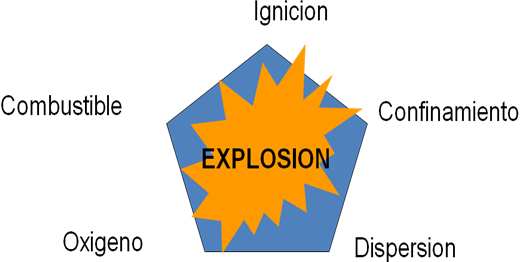 Ignicion
Combustible
Confinamiento
EXPLOSION
Oxigeno
Dispersion